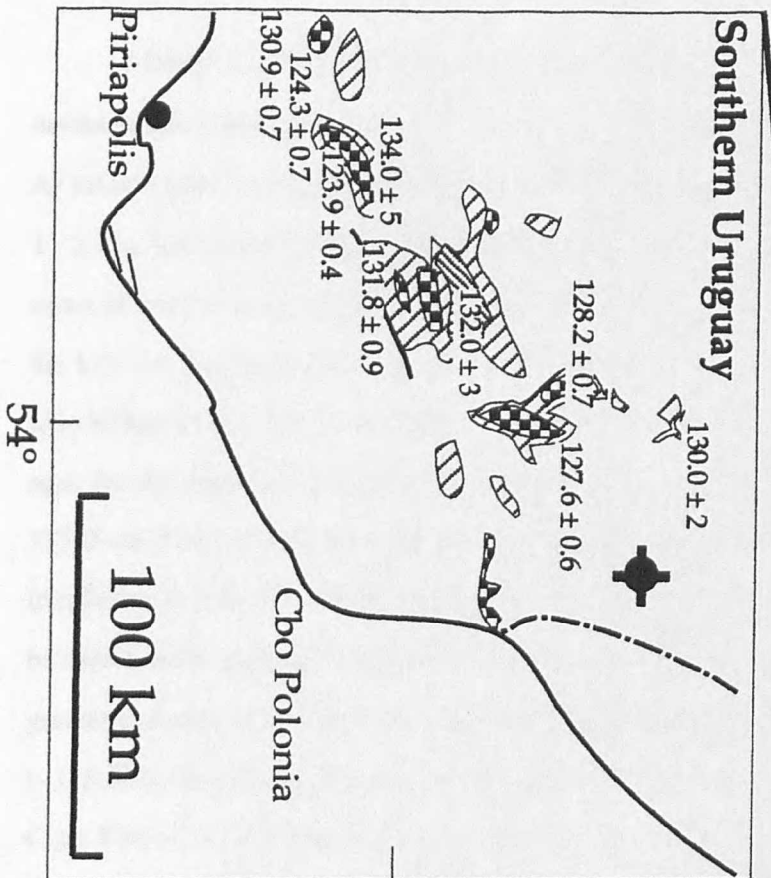 Southern Uruguay
130.0 ± 2
128.2 ± 0.7
127.6 ± 0.6
132.0 ± 3
134.0 ± 5
131.8 ± 0.9
123.9 ± 0.4
124.3 ± 0.7
130.9 ± 0.7
Piriapolis
Cbo Polonia
54°
100 km